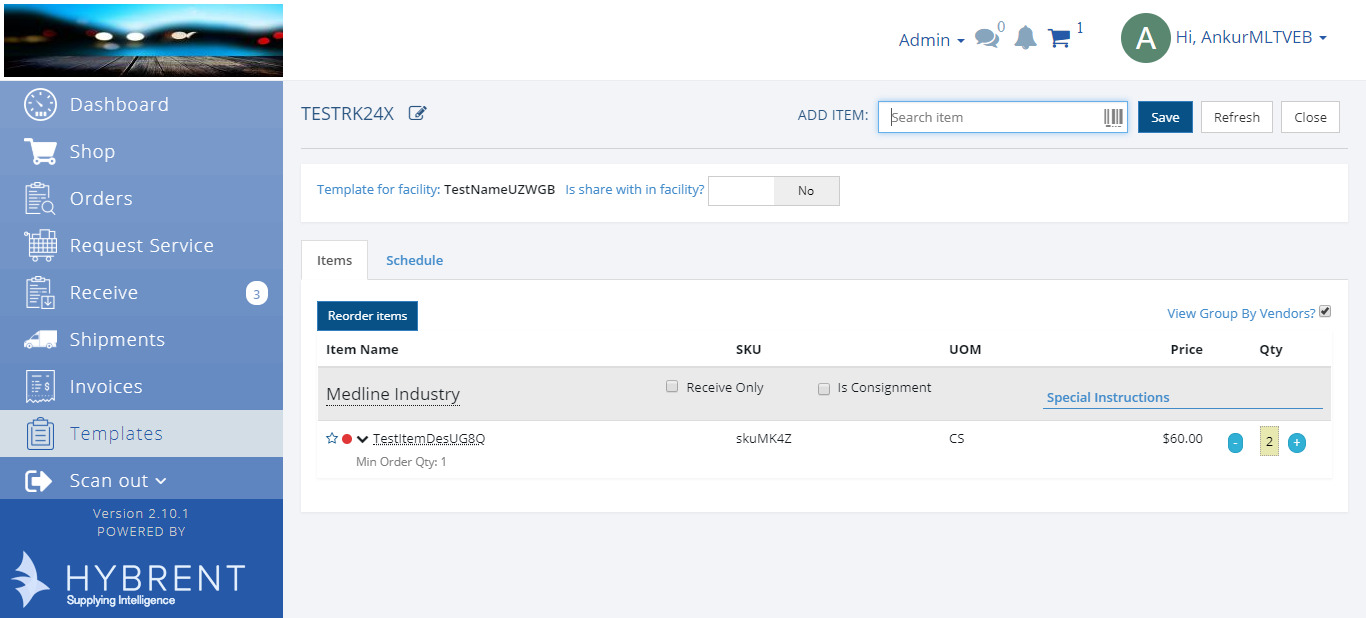 Admin
0
1
A
Hi, AnkurMLTVEB
Dashboard
Shop
Orders
Request Service
Receive
3
Shipments
Invoices
Templates
Scan out
Version 2.10.1
POWERED BY
HYBRENT
Supplying Intelligence
TESTRK24X
ADD ITEM:
Search item
Save
Refresh
Close
Template for facility: TestNameUZWGB Is share with in facility? No
Items
Schedule
Reorder items
View Group By Vendors?
Item Name SKU UOM Price Qty
Medline Industry
Receive Only
Is Consignment
Special Instructions
TestItemDesUG8Q skuMK4Z CS $60.00 - 2 +
Min Order Qty: 1